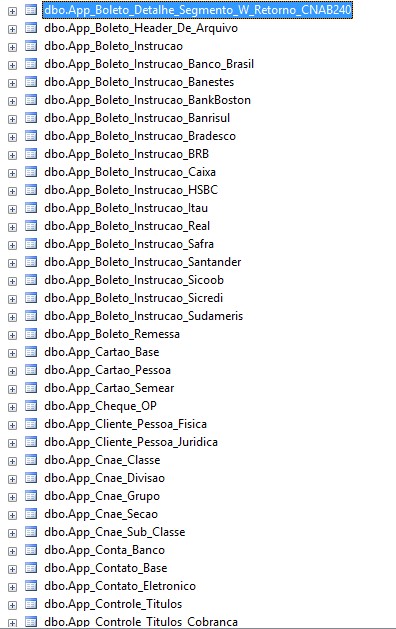 dbo.App_Boleto_Detalhe_Segmento_W_Retorno_CNAB240
dbo.App_Boleto_Header_De_Arquivo
dbo.App_Boleto_Instrucao
dbo.App_Boleto_Instrucao_Banco_Brasil
dbo.App_Boleto_Instrucao_Banestes
dbo.App_Boleto_Instrucao_BankBoston
dbo.App_Boleto_Instrucao_Banrisul
dbo.App_Boleto_Instrucao_Bradesco
dbo.App_Boleto_Instrucao_BRB
dbo.App_Boleto_Instrucao_Caixa
dbo.App_Boleto_Instrucao_HSBC
dbo.App_Boleto_Instrucao_Itau
dbo.App_Boleto_Instrucao_Real
dbo.App_Boleto_Instrucao_Safra
dbo.App_Boleto_Instrucao_Santander
dbo.App_Boleto_Instrucao_Sicoob
dbo.App_Boleto_Instrucao_Sicredi
dbo.App_Boleto_Instrucao_Sudameris
dbo.App_Boleto_Remessa
dbo.App_Cartao_Base
dbo.App_Cartao_Pessoa
dbo.App_Cartao_Semear
dbo.App_Cheque_OP
dbo.App_Cliente_Pessoa_Fisica
dbo.App_Cliente_Pessoa_Juridica
dbo.App_Cnae_Classe
dbo.App_Cnae_Divisao
dbo.App_Cnae_Grupo
dbo.App_Cnae_Secao
dbo.App_Cnae_Sub_Classe
dbo.App_Conta_Banco
dbo.App_Contato_Base
dbo.App_Contato_Eletronico
dbo.App_Controle_Titulos
dbo.App_Controle_Titulos_Cobranca